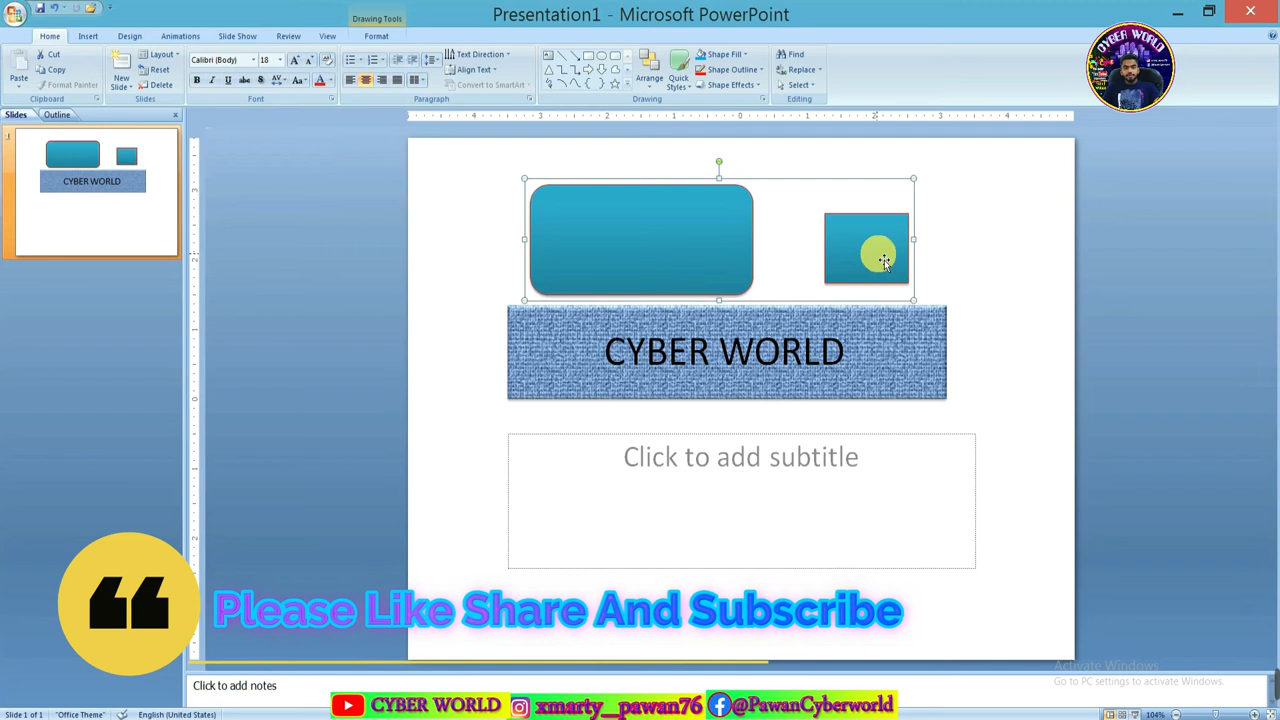 Presentation1 - Microsoft PowerPoint
Drawing Tools
Home Insert Design Animations Slide Show Review View Format
Cut
Copy
Format Painter
Paste
Clipboard
New
Slide
Layout
Reset
Delete
Slides
Calibri (Body) 18
Font
Text Direction
Align Text
Convert to SmartArt
Paragraph
Arrange
Quick
Styles
Shape Fill
Shape Outline
Shape Effects
Drawing
Find
Replace
Select
Editing
CYBER WORLD
Slides Outline
1
CYBER WORLD
CYBER WORLD
Click to add subtitle
Please Like Share And Subscribe
Activate Windows
Go to PC settings to activate Windows.
Click to add notes
CYBER WORLD xmarty_pawan76 @PawanCyberworld
Slide 1 of 1 "Office Theme" English (United States) 104%